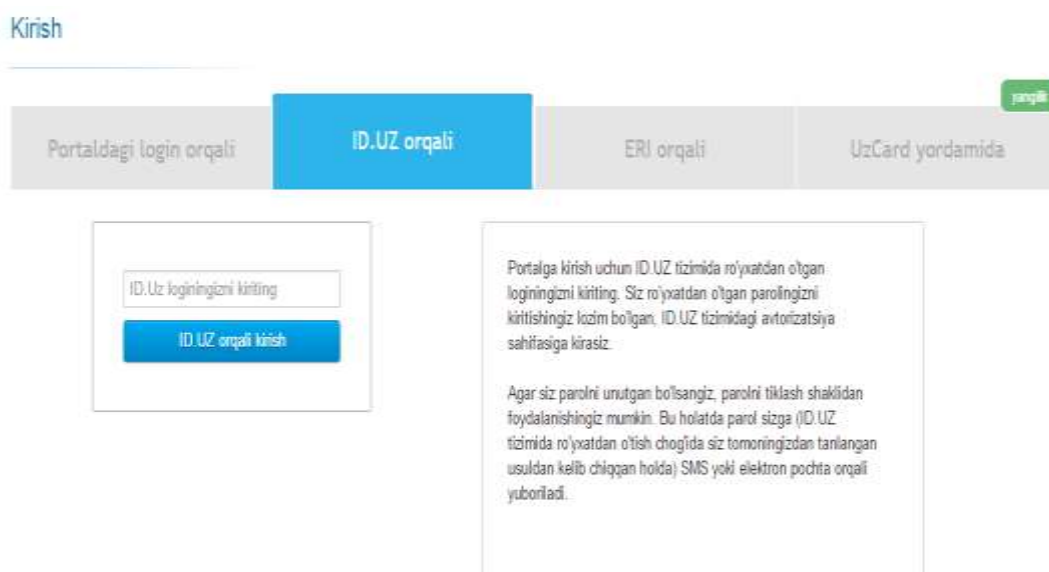 Kirish
yangilik
Portaldagi login orqali
ID.UZ orqali
ERI orqali
UzCard yordamida
ID.Uz loginingizni kiriting
ID.UZ orqali kirish
Portalga kirish uchun ID.UZ tizimida ro'yxatdan o'tgan
loginingizni kiriting. Siz ro'yxatdan o'tgan parolingizni
kiritishingiz lozim bo'lgan, ID.UZ tizimidagi avtorizatsiya
sahifasiga kirasiz.
Agar siz parolni unutgan bo'lsangiz, parolni tiklash shaklidan
foydalanishingiz mumkin. Bu holatda parol sizga (ID.UZ
tizimida ro'yxatdan o'tish chog'ida siz tomoningizdan tanlangan
usuldan kelib chiqqan holda) SMS yoki elektron pochta orqali
yuboriladi.